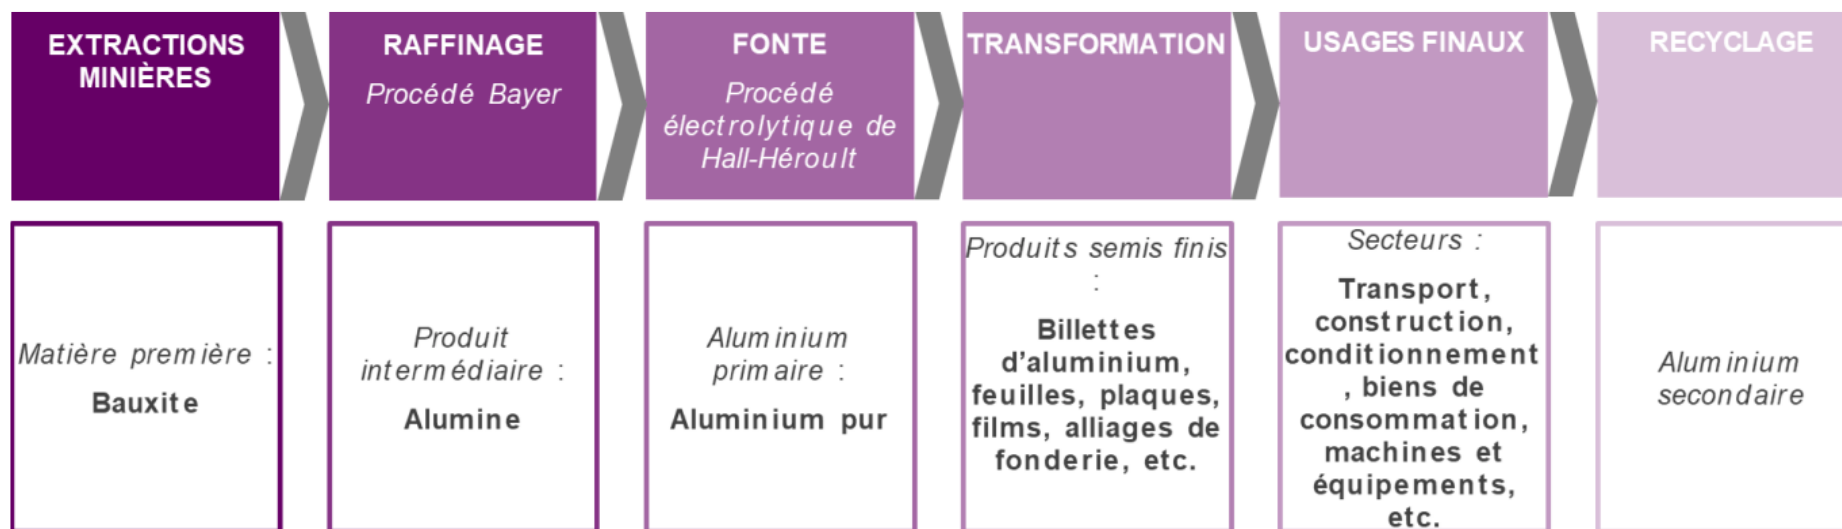 EXTRACTIONS
MINIÈRES
RAFFINAGE
Procédé Bayer
FONTE
Procédé
électrolytique de
Hall-Héroult
TRANSFORMATION
USAGES FINAUX
RECYCLAGE
Matière première :
Bauxite
Produit
intermédiaire :
Alumine
Aluminium
primaire :
Aluminium pur
Produits semis finis
:
Billettes
d'aluminium,
feuilles, plaques,
films, alliages de
fonderie, etc.
Secteurs :
Transport,
construction,
conditionnement
, biens de
consommation,
machines et
équipements,
etc.
Aluminium
secondaire